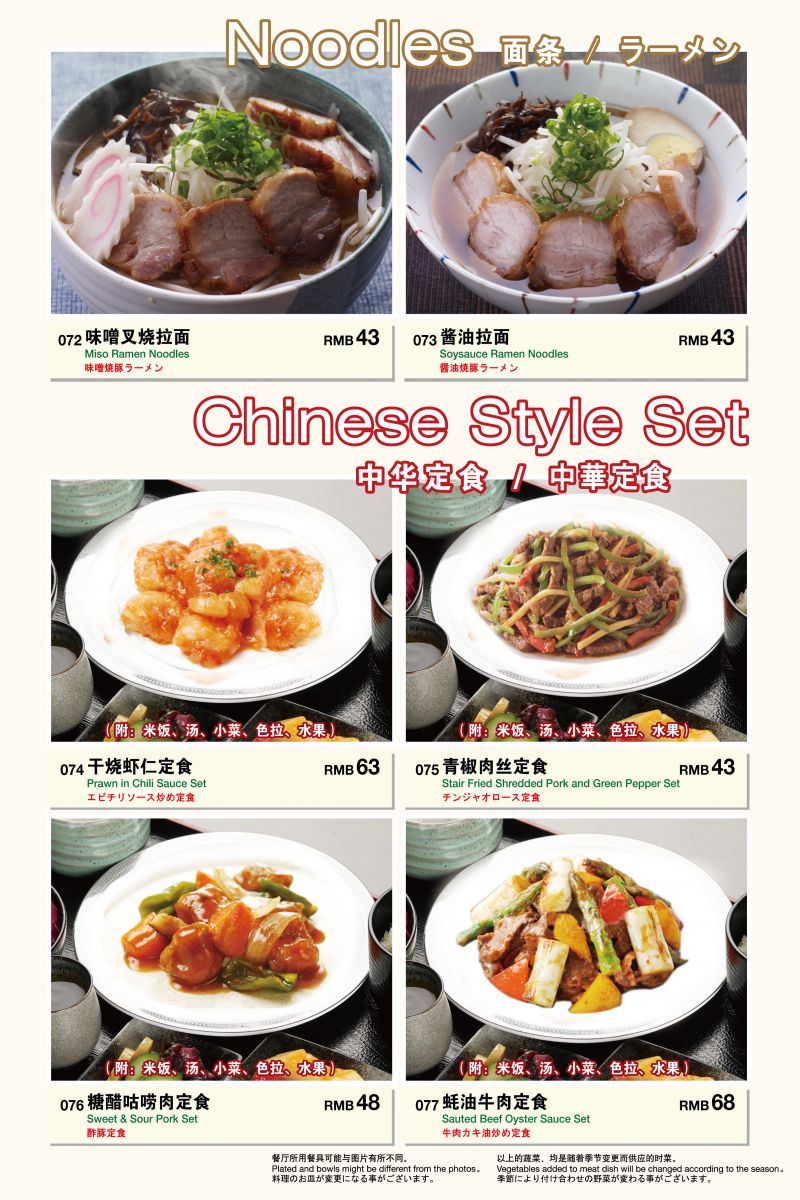 Noodles 面条 / ラーメン
072 味噌叉烧拉面 RMB 43
Miso Ramen Noodles
味噌焼豚ラーメン
073 酱油拉面 RMB 43
Soysauce Ramen Noodles
醤油焼豚ラーメン
Chinese Style Set
中华定食 / 中華定食
(附：米饭、汤、小菜、色拉、水果)
074 干烧虾仁定食 RMB 63
Prawn in Chili Sauce Set
エビチリソース炒め定食
(附：米饭、汤、小菜、色拉、水果)
075 青椒肉丝定食 RMB 43
Stair Fried Shredded Pork and Green Pepper Set
チンジャオロース定食
(附：米饭、汤、小菜、色拉、水果)
076 糖醋咕唠肉定食 RMB 48
Sweet & Sour Pork Set
酢豚定食
(附：米饭、汤、小菜、色拉、水果)
077 蚝油牛肉定食 RMB 68
Sauted Beef Oyster Sauce Set
牛肉カキ油炒め定食
餐厅所用餐具可能与图片有所不同。
Plated and bowls might be different from the photos。
料理のお皿が変更になる事がございます。
以上的蔬菜、均是随着季节变更而供应的时菜。
Vegetables added to meat dish will be changed according to the season。
季節により付け合わせの野菜が変わる事がございます。